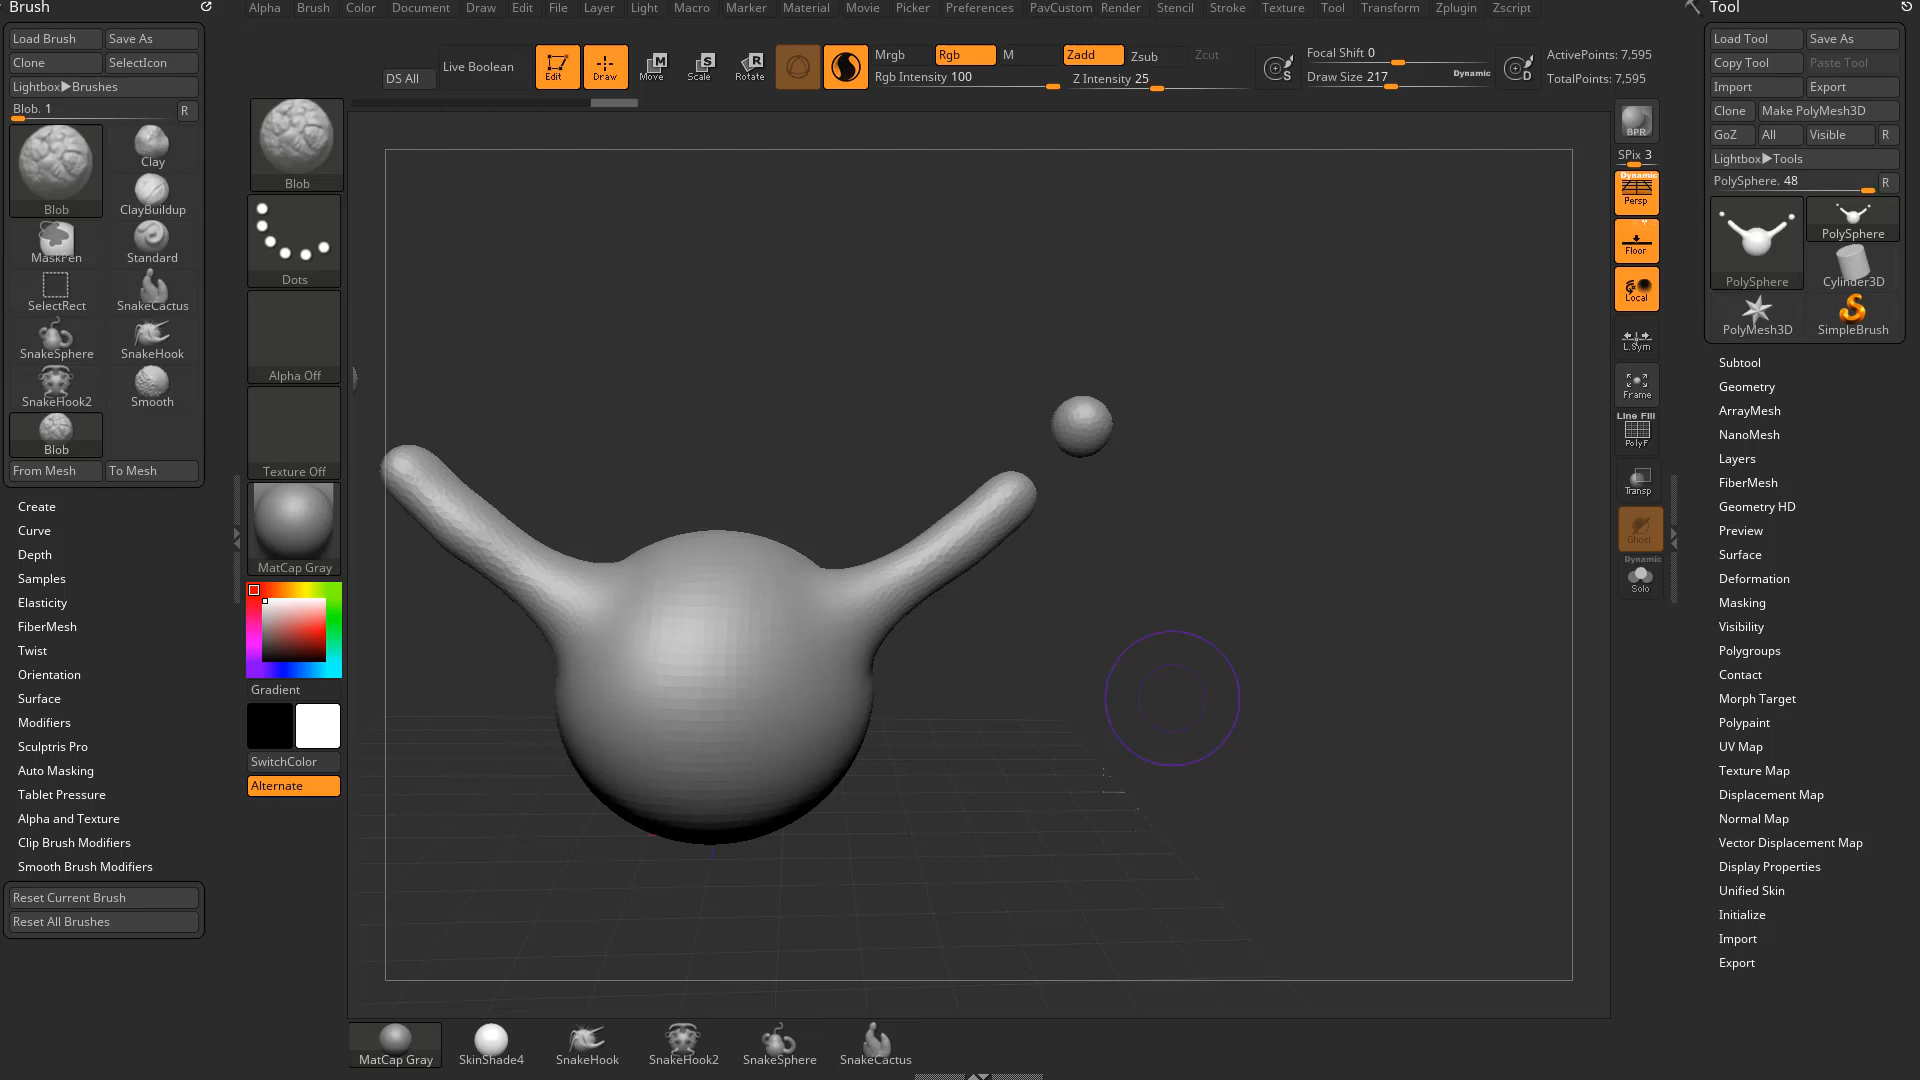 Brush
Load Brush
Save As
Clone
SelectIcon
Lightbox▶Brushes
Blob. 1
R
Blob
Clay
ClayBuildup
MaskPen
Standard
SelectRect
SnakeCactus
SnakeSphere
SnakeHook
SnakeHook2
Smooth
Blob
From Mesh
To Mesh
Create
Curve
Depth
Samples
Elasticity
FiberMesh
Twist
Orientation
Surface
Modifiers
Sculptris Pro
Auto Masking
Tablet Pressure
Alpha and Texture
Clip Brush Modifiers
Smooth Brush Modifiers
Reset Current Brush
Reset All Brushes
Alpha Brush Color Document Draw Edit File Layer Light Macro Marker Material Movie Picker Preferences PavCustom Render Stencil Stroke Texture Tool Transform Zplugin Zscript
DS All
Live Boolean
Edit
Draw
Move
Scale
Rotate
Mrgb
Rgb
M
Rgb Intensity 100
Zadd
Zsub
Zcut
Z Intensity 25
S
Focal Shift 0
Draw Size 217
Dynamic
D
ActivePoints: 7,595
TotalPoints: 7,595
Blob
Dots
Alpha Off
Texture Off
MatCap Gray
Gradient
SwitchColor
Alternate
MatCap Gray
SkinShade4
SnakeHook
SnakeHook2
SnakeSphere
SnakeCactus
BPR
SPix 3
Dynamic
Persp
Floor
Local
L.Sym
Frame
Line Fill
PolyF
Transp
Ghost
Dynamic
Solo
Tool
Load Tool
Save As
Copy Tool
Paste Tool
Import
Export
Clone
Make PolyMesh3D
GoZ
All
Visible
R
Lightbox▶Tools
PolySphere. 48
R
PolySphere
PolySphere
Cylinder3D
PolyMesh3D
SimpleBrush
Subtool
Geometry
ArrayMesh
NanoMesh
Layers
FiberMesh
Geometry HD
Preview
Surface
Deformation
Masking
Visibility
Polygroups
Contact
Morph Target
Polypaint
UV Map
Texture Map
Displacement Map
Normal Map
Vector Displacement Map
Display Properties
Unified Skin
Initialize
Import
Export